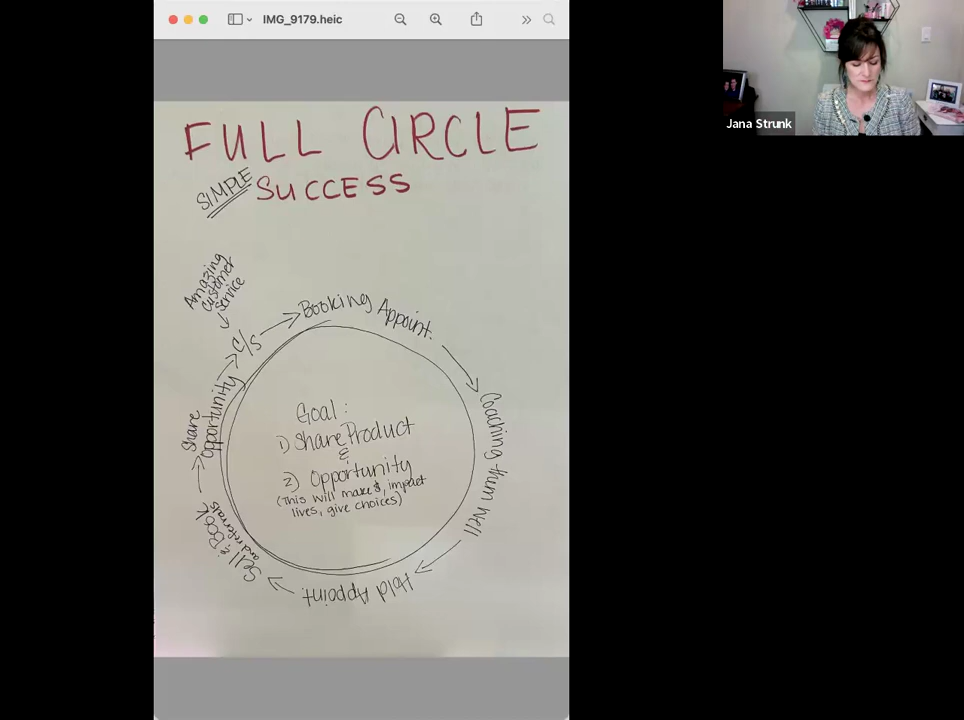 IMG_9179.heic
Jana Strunk
FULL CIRCLE
SIMPLE SUCCESS
Amazing
Customer
Service
C/S
Booking Appoint.
Coaching them Well
Hold Appoint
Sell & Book
and referrals
Share
Opportunity
Goal:
1) Share Product
&
2) Opportunity
(This will make $, impact
lives, give choices)